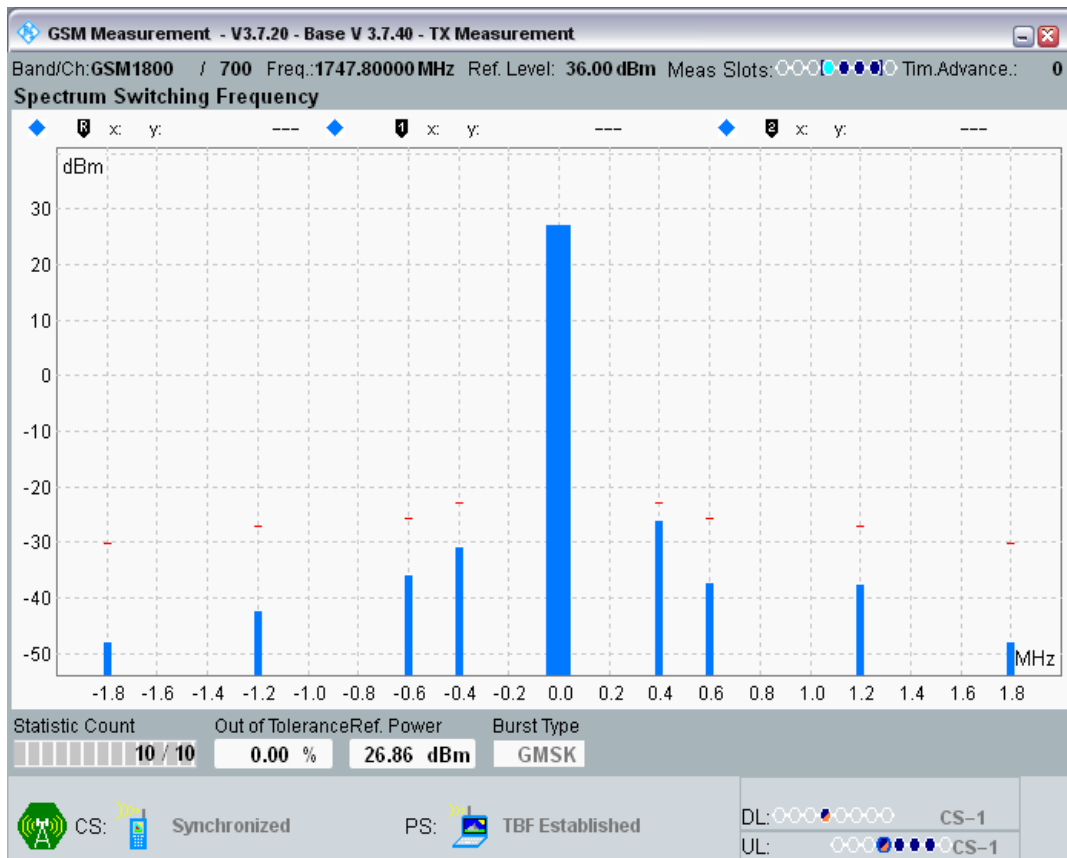 GSM Measurement - V3.7.20 - Base V 3.7.40 - TX Measurement
Band/Ch:GSM1800 / 700 Freq.:1747.80000 MHz Ref. Level: 36.00 dBm Meas Slots: Tim.Advance.: 0
Spectrum Switching Frequency
R x: y: --- 1 x: y: --- 2 x: y: ---
dBm
30
20
10
0
-10
-20
-30
-40
-50
MHz
-1.8 -1.6 -1.4 -1.2 -1.0 -0.8 -0.6 -0.4 -0.2 0.0 0.2 0.4 0.6 0.8 1.0 1.2 1.4 1.6 1.8
Statistic Count Out of Tolerance Ref. Power Burst Type
10 / 10 0.00 % 26.86 dBm GMSK
CS: Synchronized PS: TBF Established
DL: CS-1
UL: CS-1